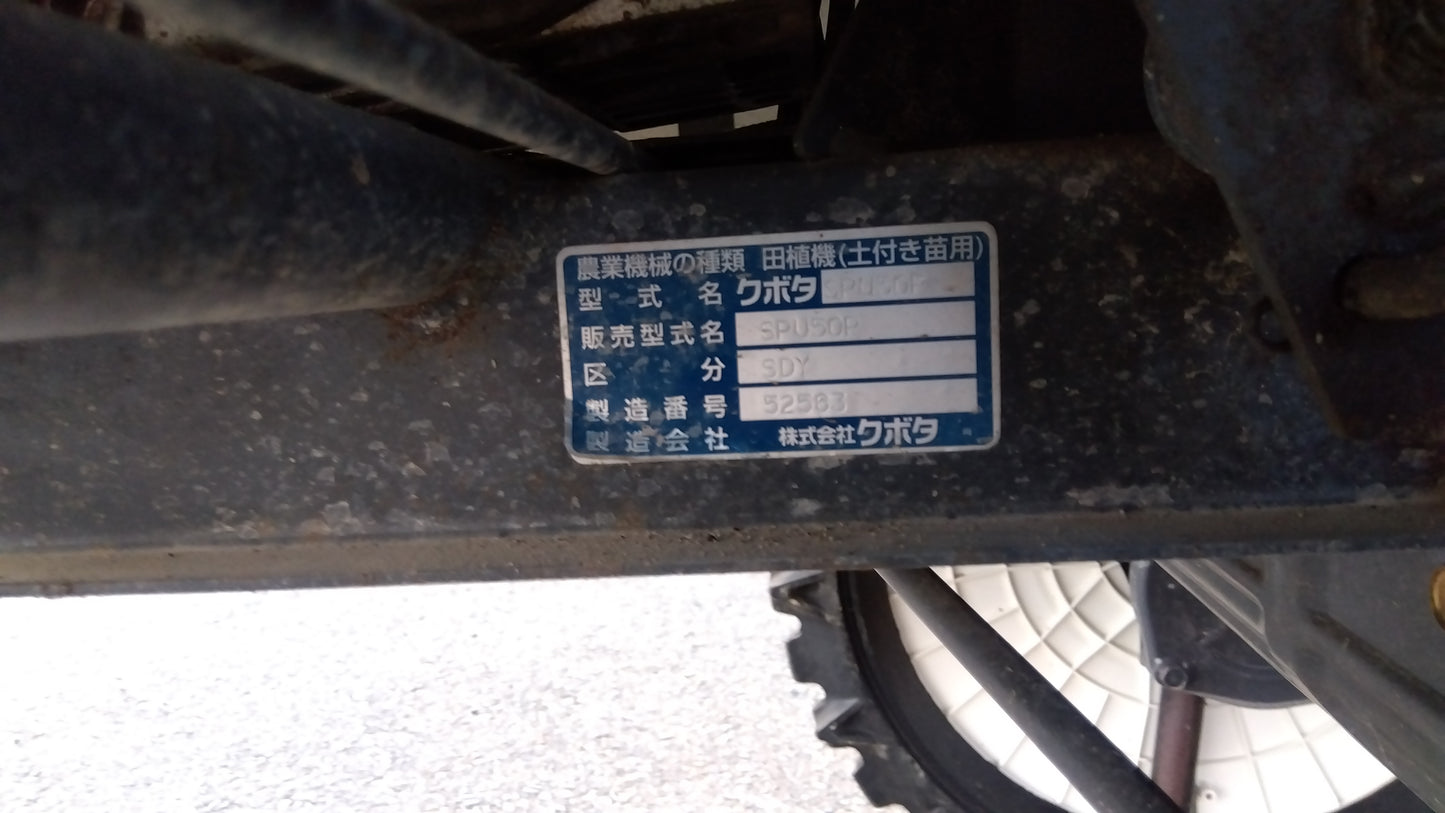 農業機械の種類 田植機(土付き苗用)
型式名 クボタ SPU50P
販売型式名 SPU50P
区分 SDY
製造番号 52563
製造会社 株式会社クボタ